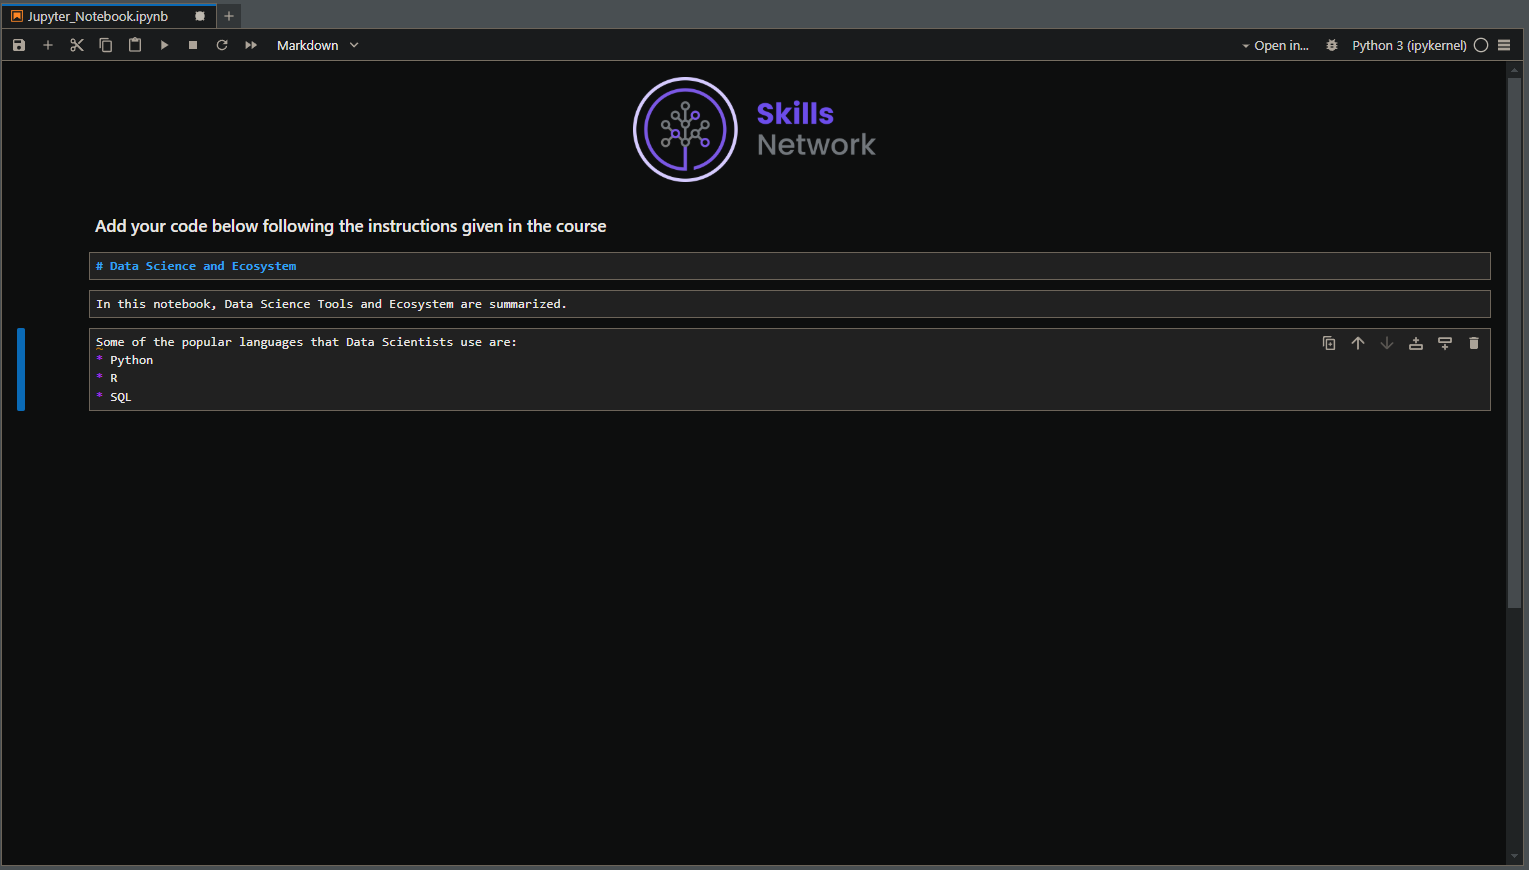 Jupyter_Notebook.ipynb
Markdown
Open in...
Python 3 (ipykernel)
Skills
Network
Add your code below following the instructions given in the course
# Data Science and Ecosystem
In this notebook, Data Science Tools and Ecosystem are summarized.
Some of the popular languages that Data Scientists use are:
* Python
* R
* SQL